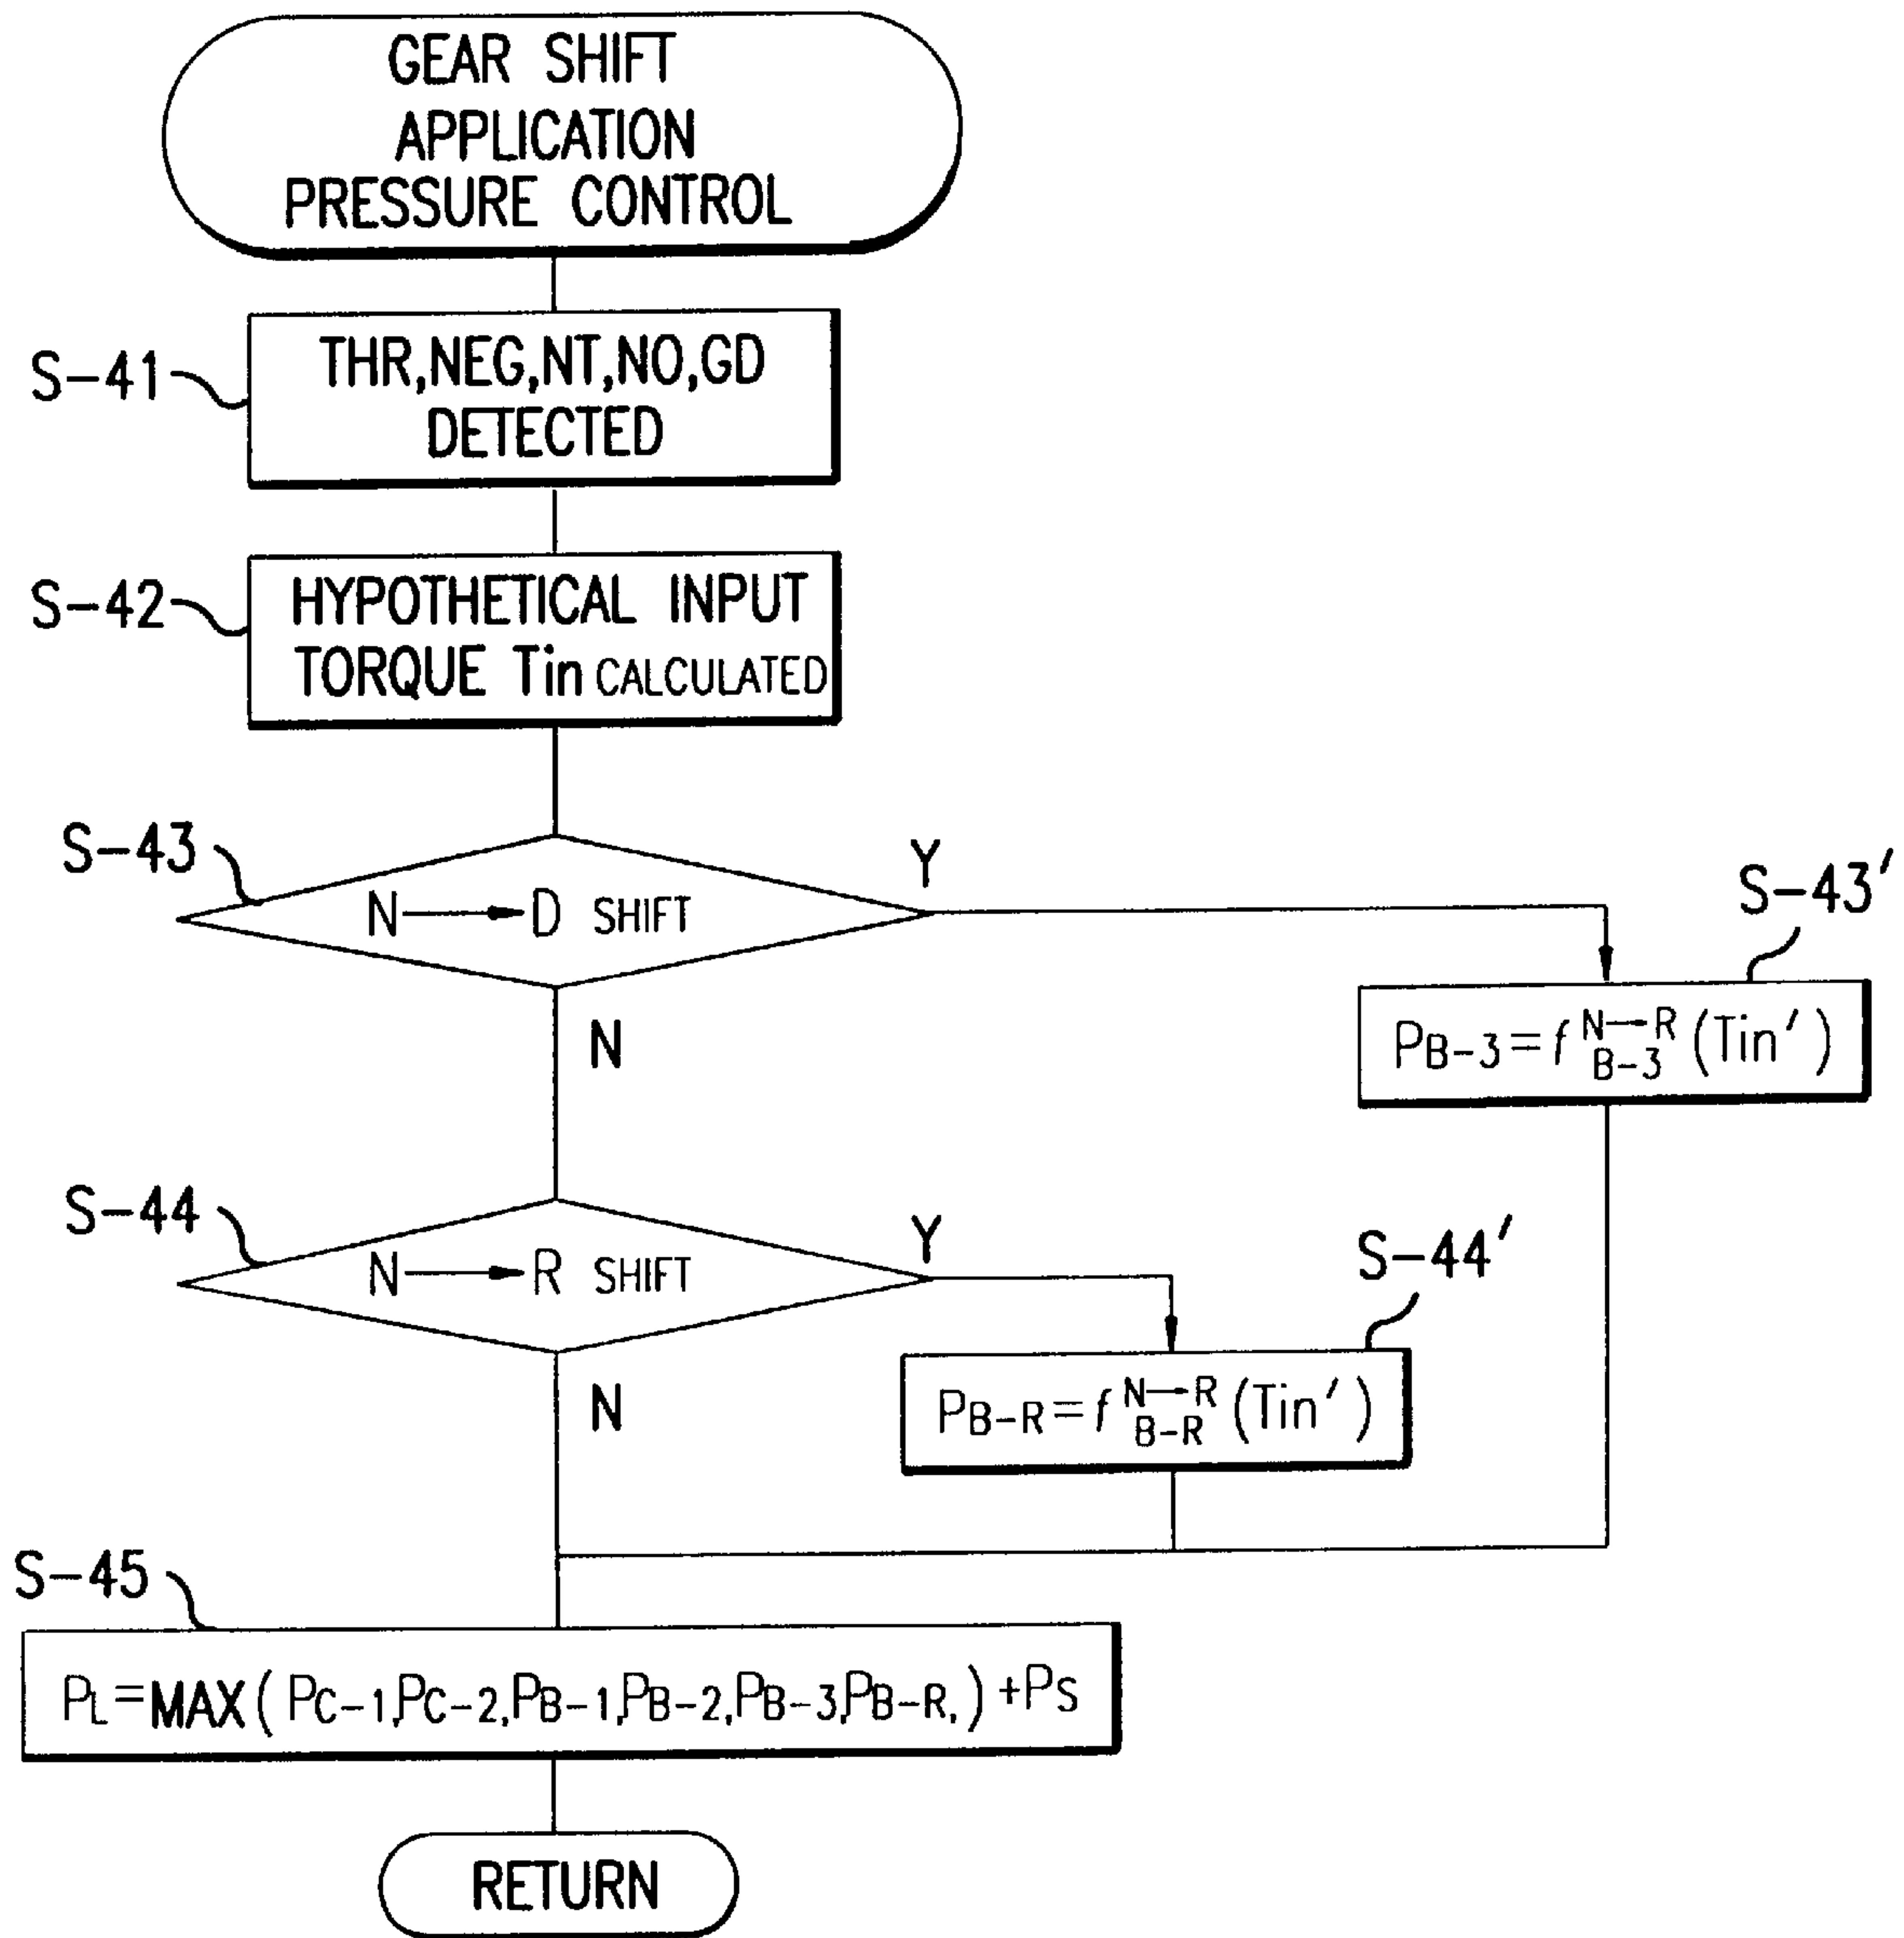 GEAR SHIFT
APPLICATION
PRESSURE CONTROL
S-41
THR,NEG,NT,NO,GD
DETECTED
S-42
HYPOTHETICAL INPUT
TORQUE Tin CALCULATED
S-43
N→D SHIFT
Y
N
S-43'
PB-3=f N→R B-3 (Tin')
S-44
N→R SHIFT
Y
N
S-44'
PB-R=f N→R B-R (Tin')
S-45
PL=MAX(PC-1,PC-2,PB-1,PB-2,PB-3,PB-R,)+PS
RETURN